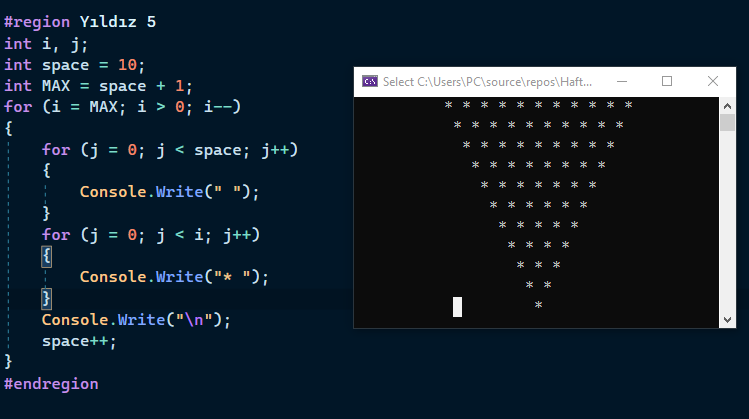 #region Yıldız 5
int i, j;
int space = 10;
int MAX = space + 1;
for (i = MAX; i > 0; i--)
{
    for (j = 0; j < space; j++)
    {
        Console.Write(" ");
    }
    for (j = 0; j < i; j++)
    {
        Console.Write("* ");
    }
    Console.Write("\n");
    space++;
}
#endregion
Select C:\Users\PC\source\repos\Haft...
          * * * * * * * * * * *
           * * * * * * * * * *
            * * * * * * * * *
             * * * * * * * *
              * * * * * * *
               * * * * * *
                * * * * *
                 * * * *
                  * * *
                   * *
                    *